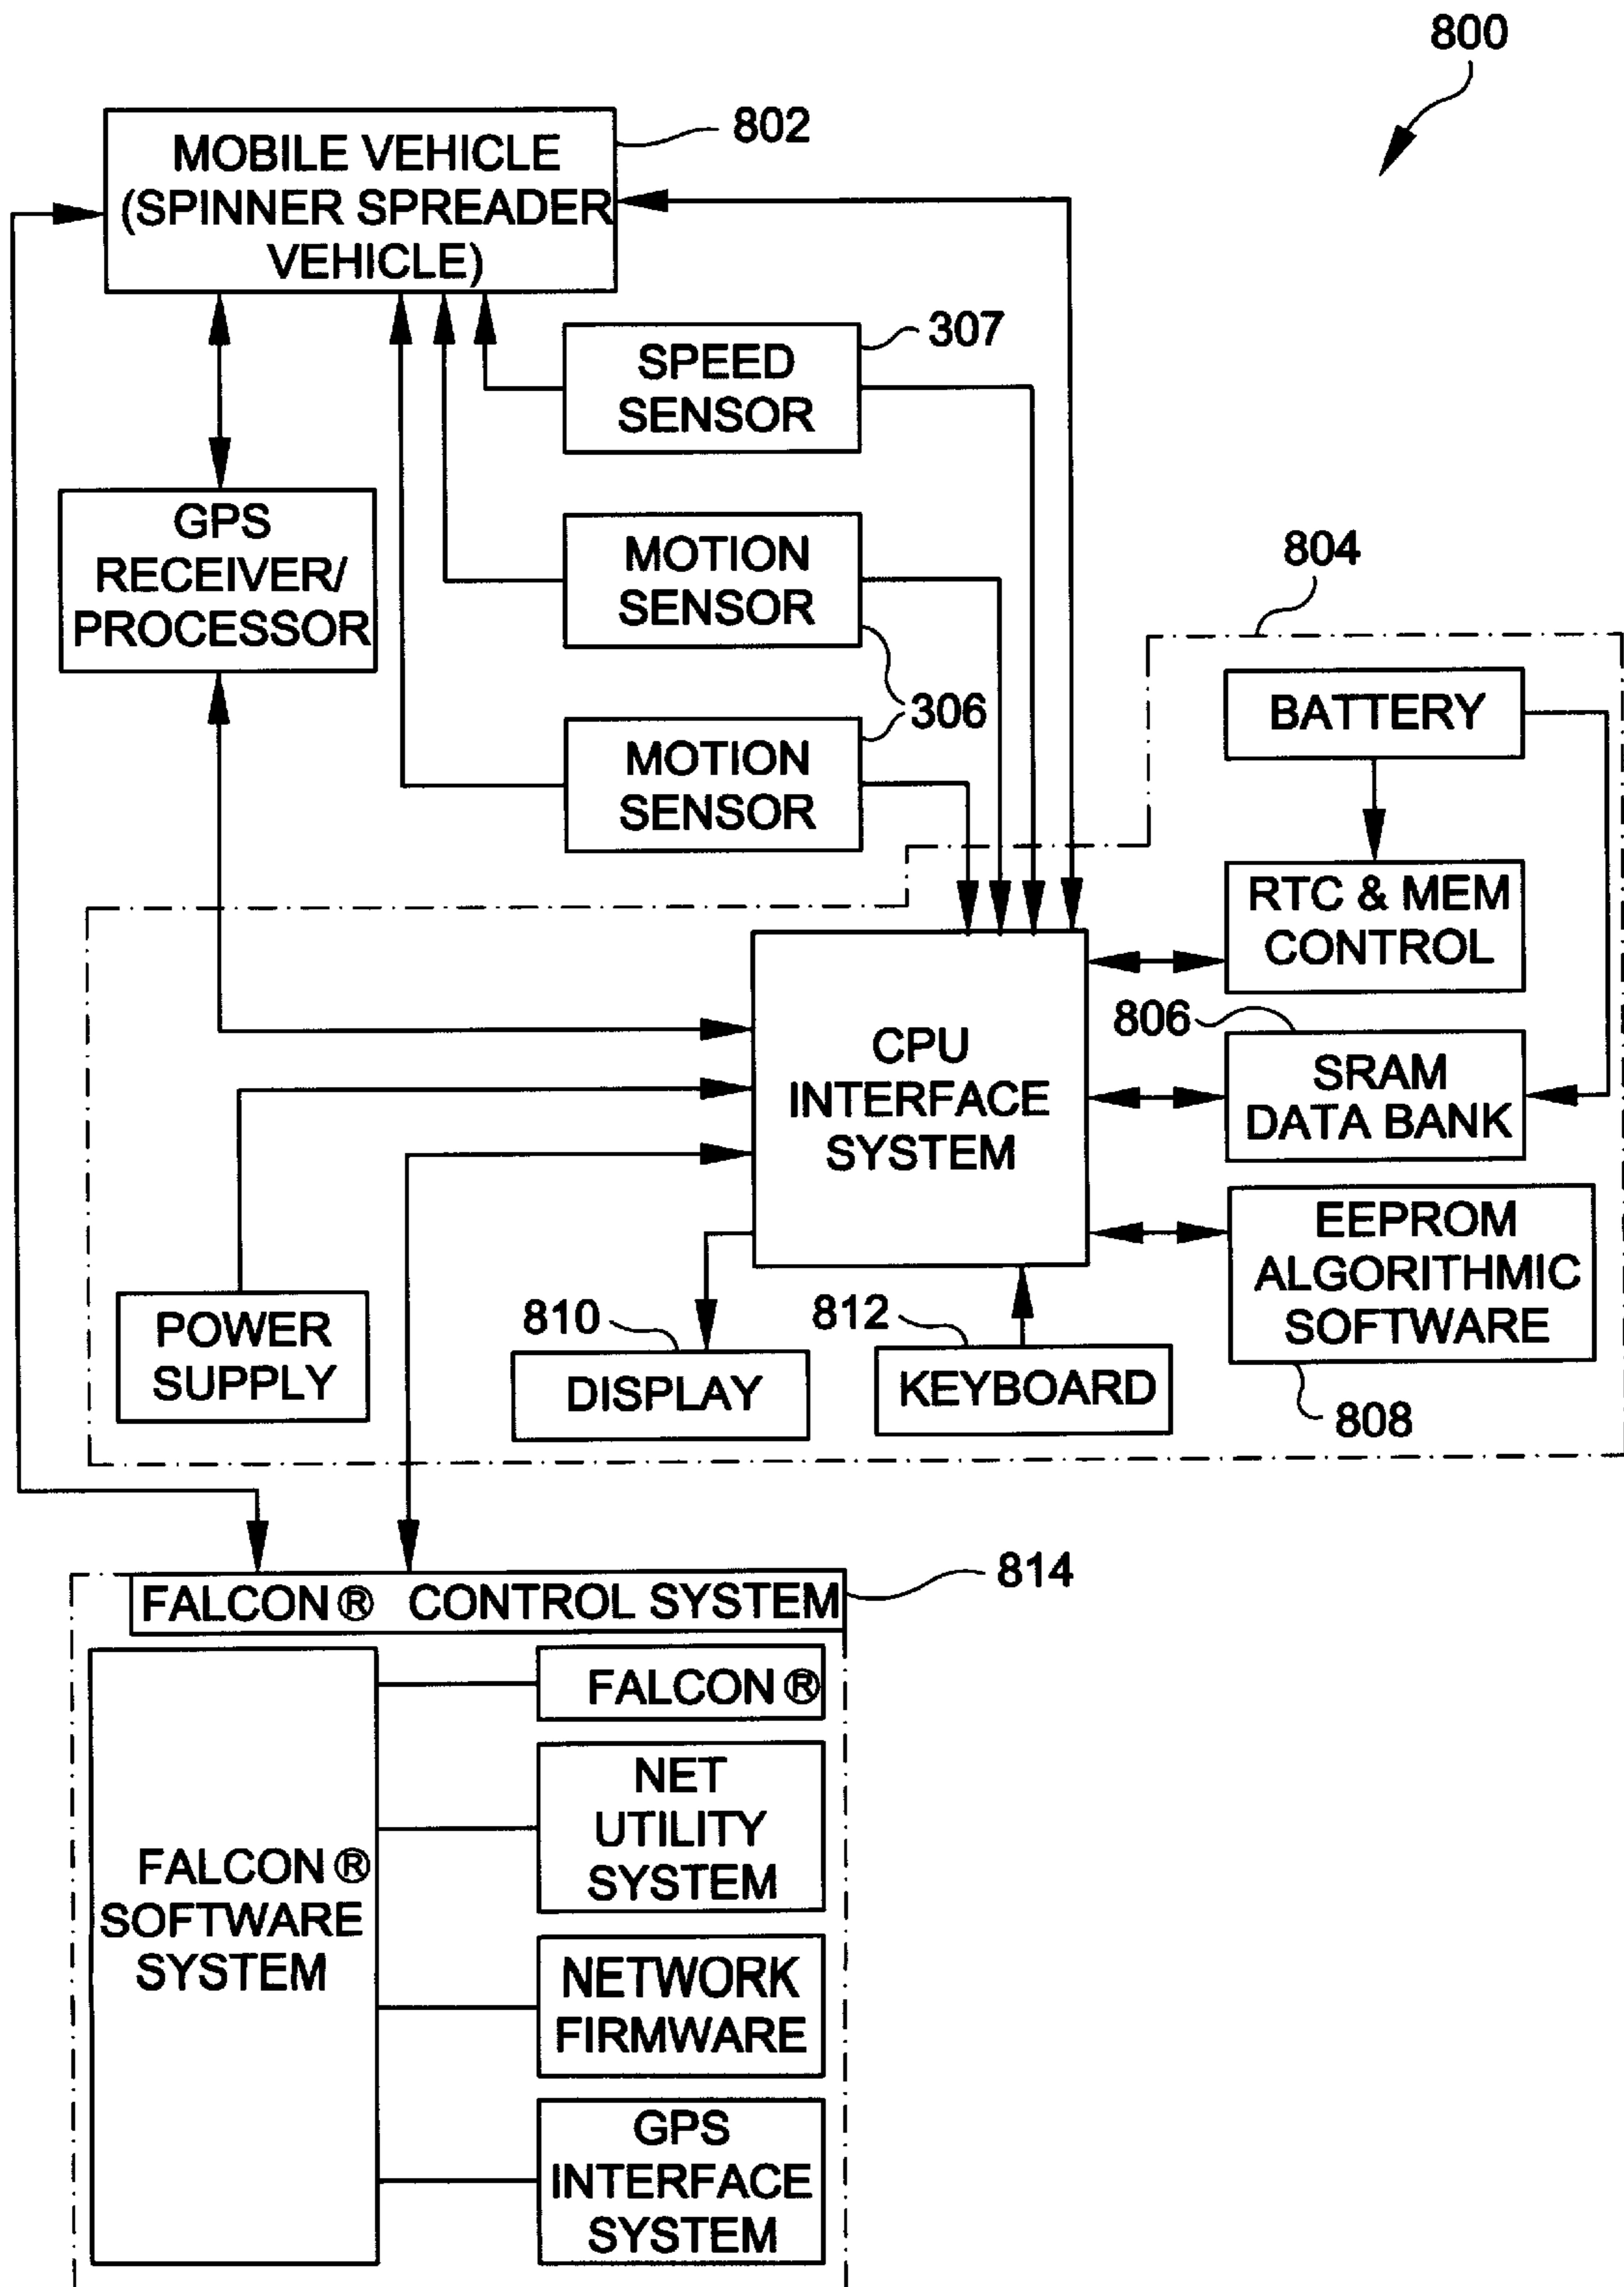 800
802
MOBILE VEHICLE
(SPINNER SPREADER
VEHICLE)
307
SPEED
SENSOR
GPS
RECEIVER/
PROCESSOR
MOTION
SENSOR
804
306
BATTERY
MOTION
SENSOR
RTC & MEM
CONTROL
806
CPU
INTERFACE
SYSTEM
SRAM
DATA BANK
EEPROM
ALGORITHMIC
SOFTWARE
808
POWER
SUPPLY
810
DISPLAY
812
KEYBOARD
814
FALCON® CONTROL SYSTEM
FALCON®
SOFTWARE
SYSTEM
FALCON®
NET
UTILITY
SYSTEM
NETWORK
FIRMWARE
GPS
INTERFACE
SYSTEM